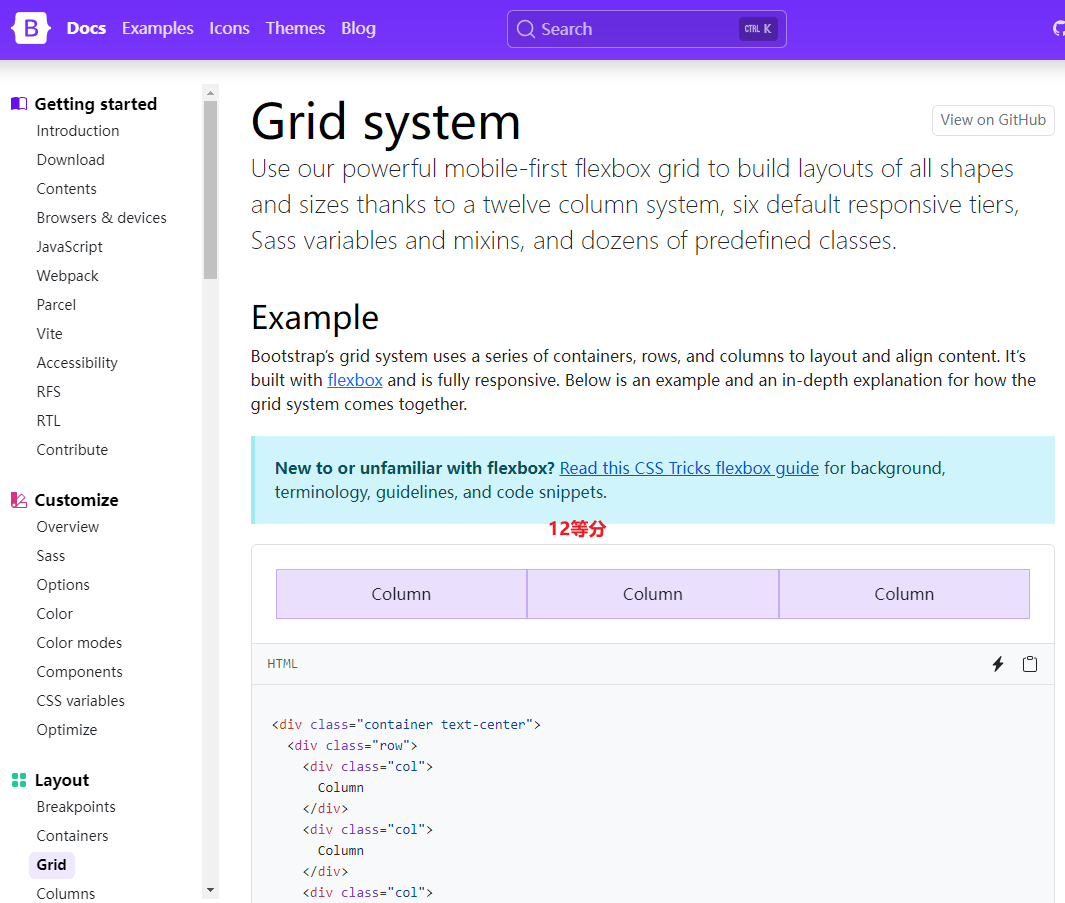 B Docs Examples Icons Themes Blog Search CTRL K
Getting started
Introduction
Download
Contents
Browsers & devices
JavaScript
Webpack
Parcel
Vite
Accessibility
RFS
RTL
Contribute
Customize
Overview
Sass
Options
Color
Color modes
Components
CSS variables
Optimize
Layout
Breakpoints
Containers
Grid
Columns
Grid system
View on GitHub
Use our powerful mobile-first flexbox grid to build layouts of all shapes
and sizes thanks to a twelve column system, six default responsive tiers,
Sass variables and mixins, and dozens of predefined classes.
Example
Bootstrap’s grid system uses a series of containers, rows, and columns to layout and align content. It’s
built with flexbox and is fully responsive. Below is an example and an in-depth explanation for how the
grid system comes together.
New to or unfamiliar with flexbox? Read this CSS Tricks flexbox guide for background,
terminology, guidelines, and code snippets.
12等分
Column Column Column
HTML
<div class="container text-center">
<div class="row">
<div class="col">
Column
</div>
<div class="col">
Column
</div>
<div class="col">